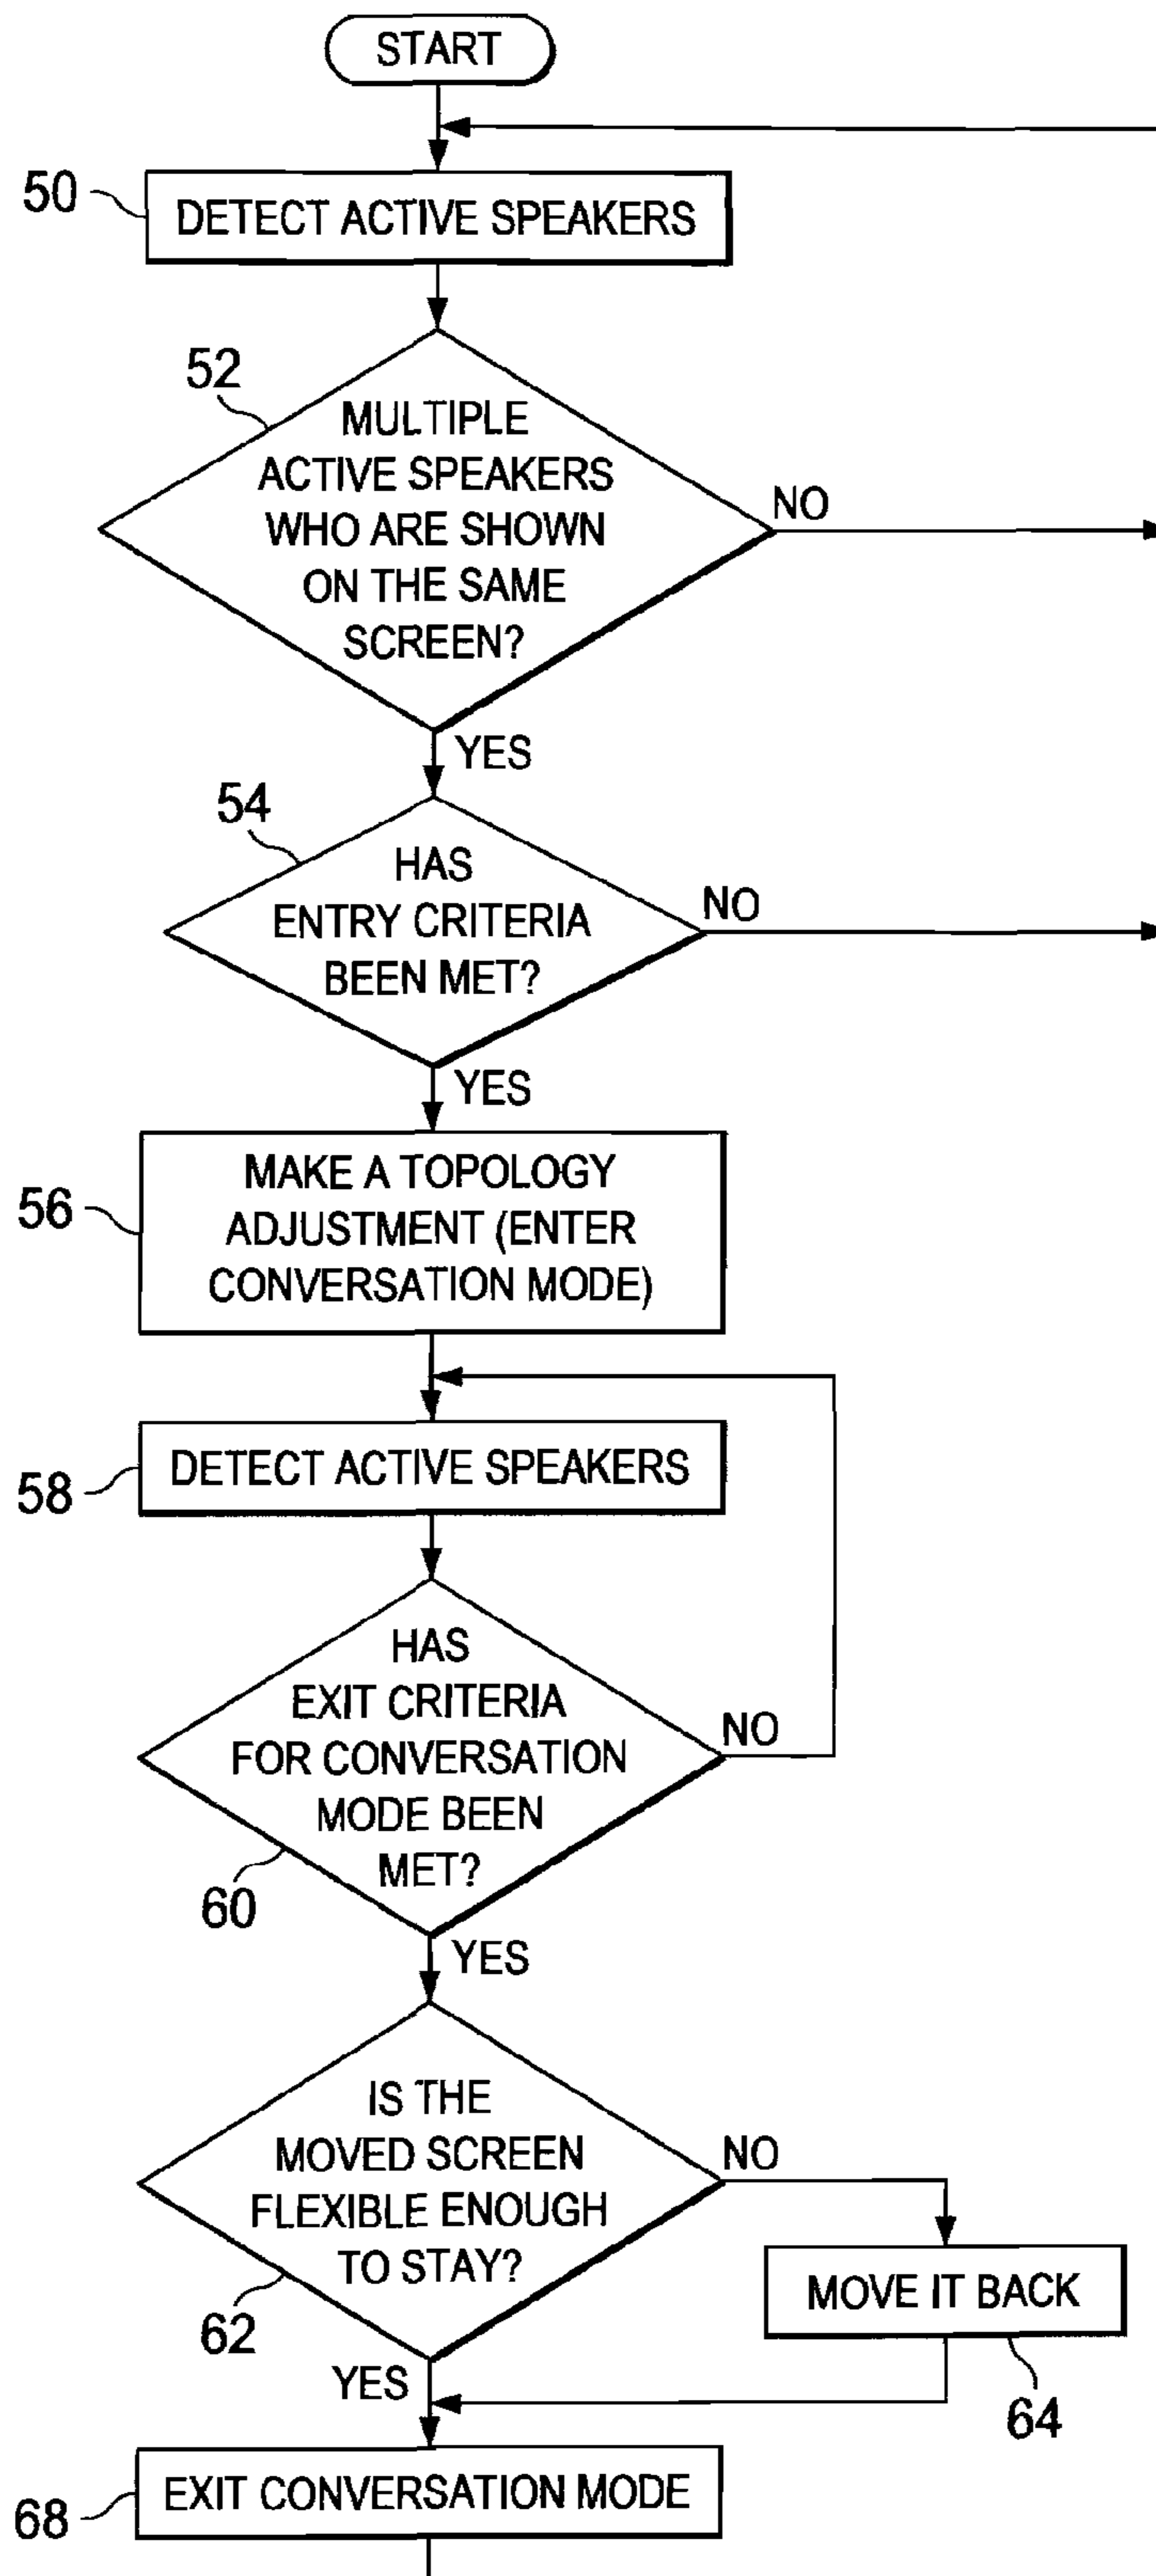 START
50
DETECT ACTIVE SPEAKERS
52
MULTIPLE
ACTIVE SPEAKERS
WHO ARE SHOWN
ON THE SAME
SCREEN?
NO
YES
54
HAS
ENTRY CRITERIA
BEEN MET?
NO
YES
56
MAKE A TOPOLOGY
ADJUSTMENT (ENTER
CONVERSATION MODE)
58
DETECT ACTIVE SPEAKERS
HAS
EXIT CRITERIA
FOR CONVERSATION
MODE BEEN
MET?
NO
60
YES
IS THE
MOVED SCREEN
FLEXIBLE ENOUGH
TO STAY?
NO
62
MOVE IT BACK
64
YES
68
EXIT CONVERSATION MODE